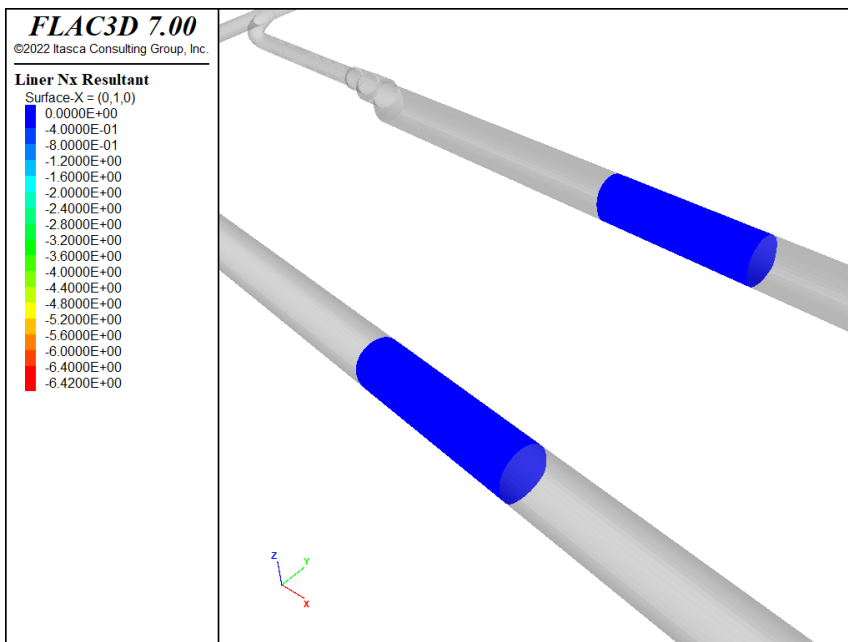 FLAC3D 7.00
©2022 Itasca Consulting Group, Inc.
Liner Nx Resultant
Surface-X = (0,1,0)
0.0000E+00
-4.0000E-01
-8.0000E-01
-1.2000E+00
-1.6000E+00
-2.0000E+00
-2.4000E+00
-2.8000E+00
-3.2000E+00
-3.6000E+00
-4.0000E+00
-4.4000E+00
-4.8000E+00
-5.2000E+00
-5.6000E+00
-6.0000E+00
-6.4000E+00
-6.4200E+00
Z
Y
X